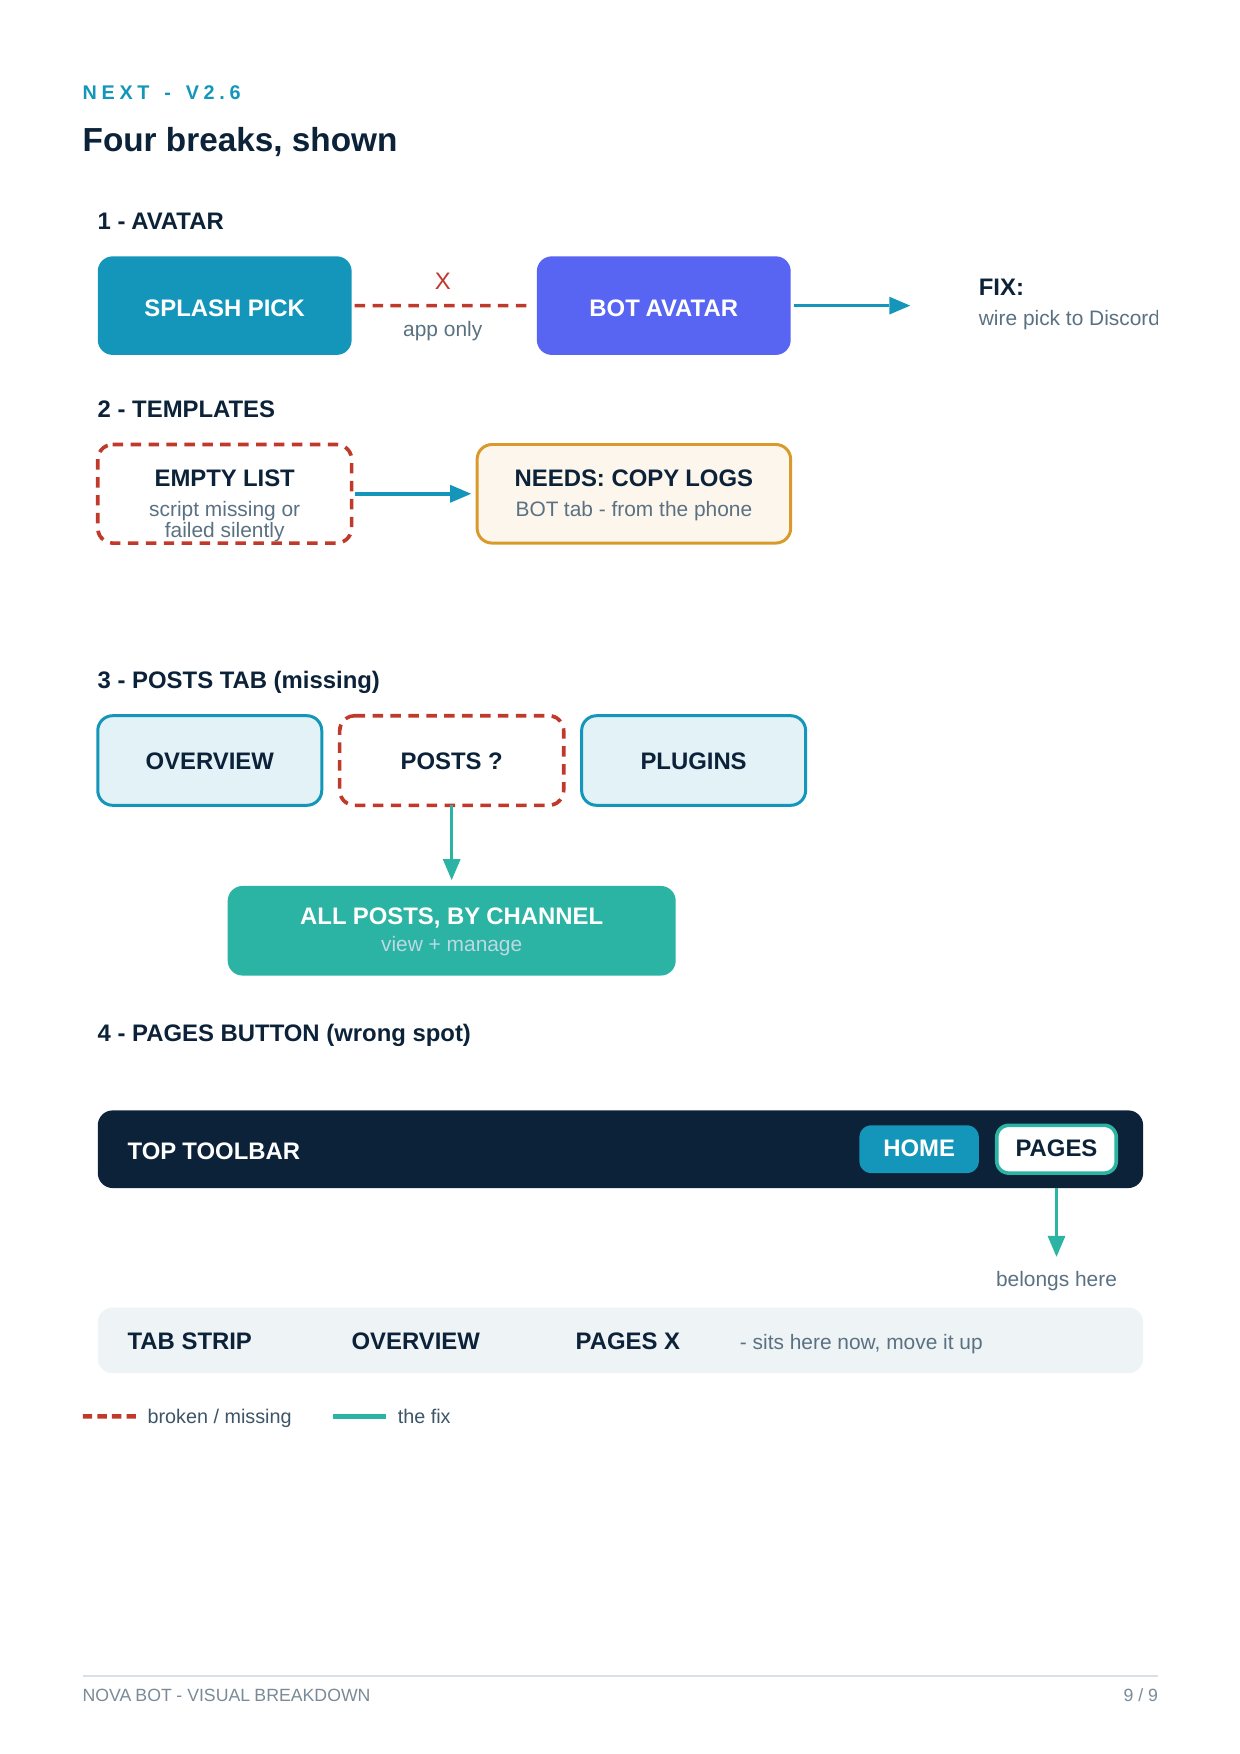 NEXT - V2.6
Four breaks, shown
1 - AVATAR
SPLASH PICK
X
app only
BOT AVATAR
FIX:
wire pick to Discord
2 - TEMPLATES
EMPTY LIST
script missing or
failed silently
NEEDS: COPY LOGS
BOT tab - from the phone
3 - POSTS TAB (missing)
OVERVIEW
POSTS ?
PLUGINS
ALL POSTS, BY CHANNEL
view + manage
4 - PAGES BUTTON (wrong spot)
TOP TOOLBAR
HOME
PAGES
belongs here
TAB STRIP
OVERVIEW
PAGES X
- sits here now, move it up
broken / missing
the fix
NOVA BOT - VISUAL BREAKDOWN
9 / 9